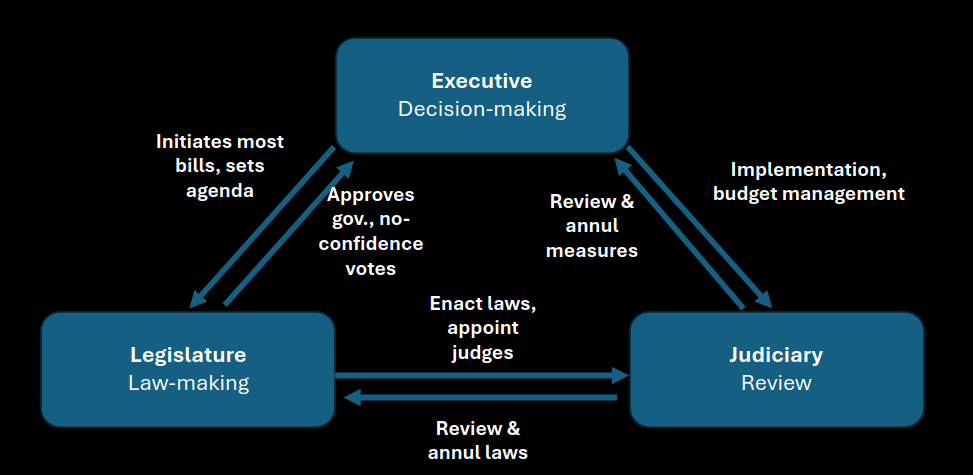 Executive
Decision-making
Initiates most
bills, sets
agenda
Approves
gov., no-
confidence
votes
Review &
annul
measures
Implementation,
budget management
Enact laws,
appoint
judges
Legislature
Law-making
Judiciary
Review
Review &
annul laws